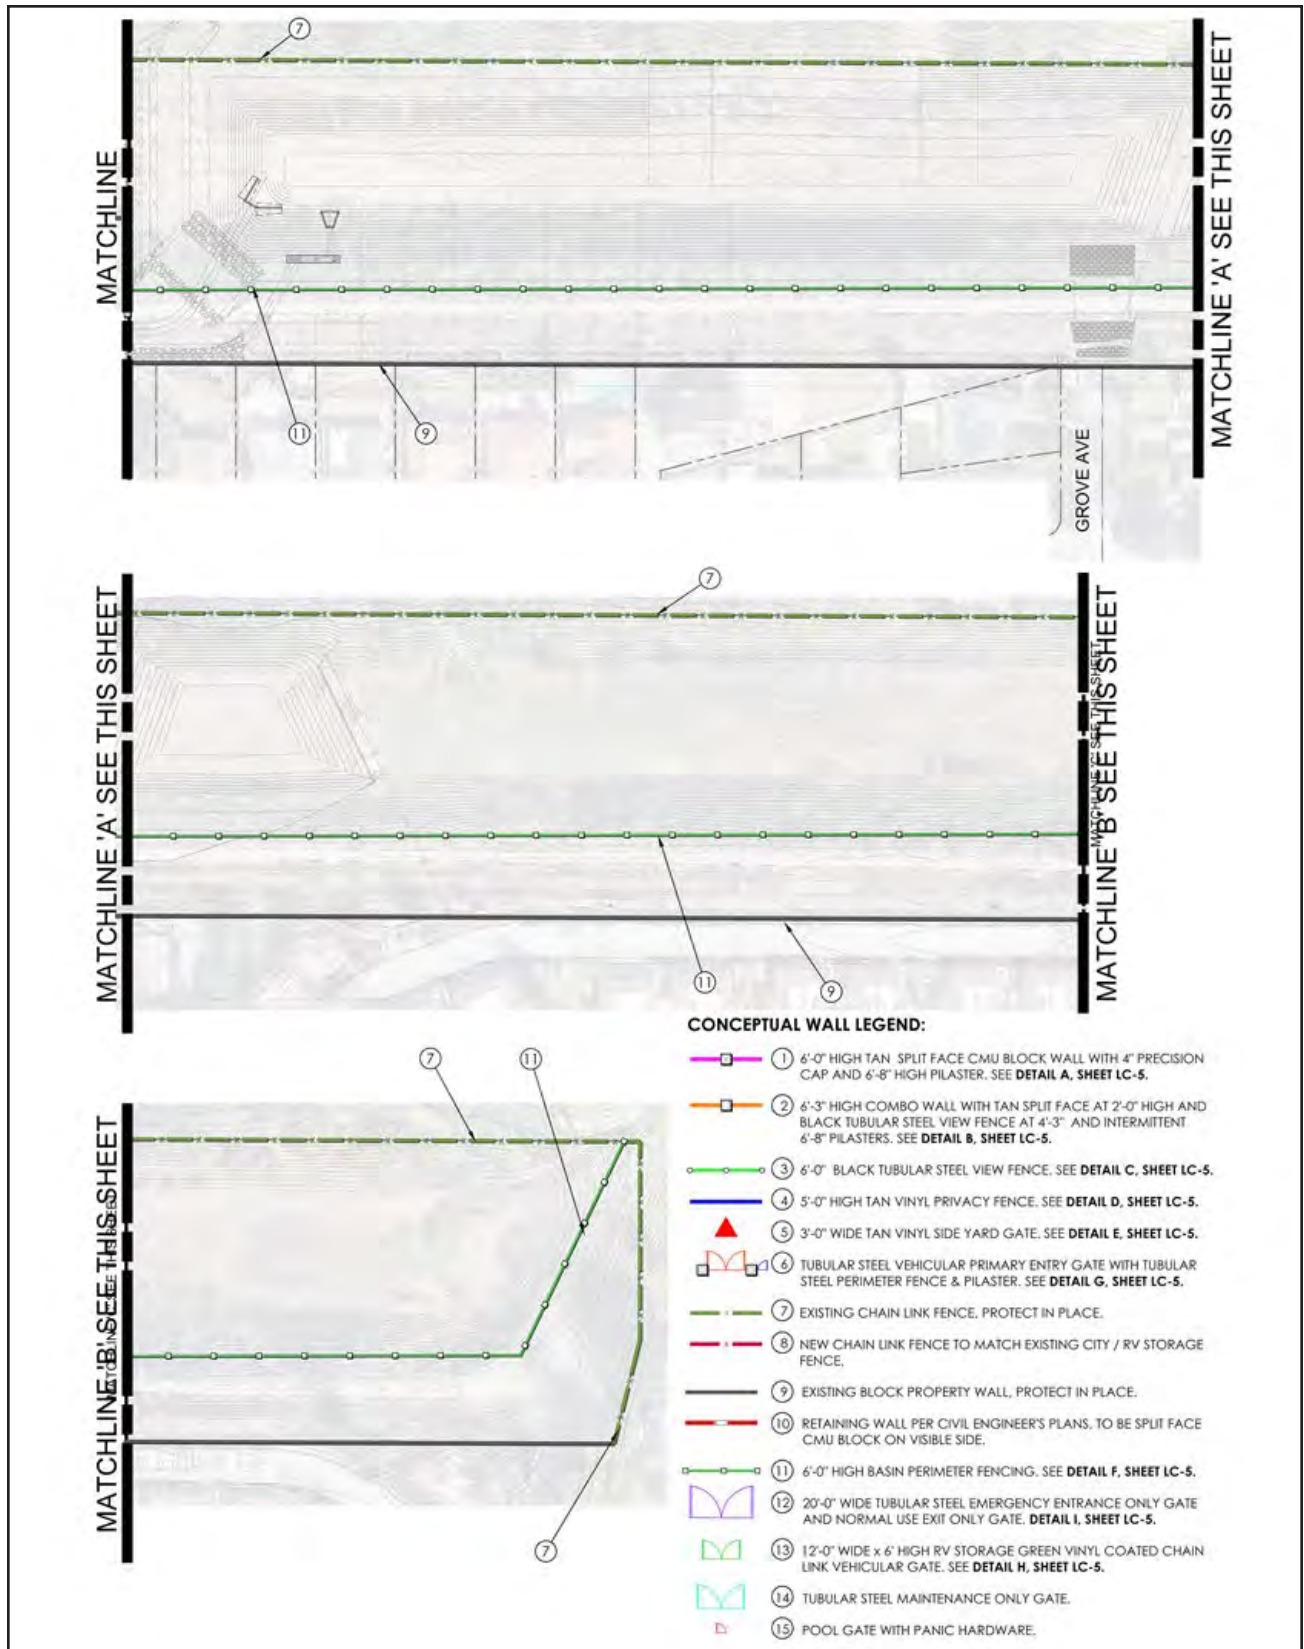 7
MATCHLINE
MATCHLINE 'A' SEE THIS SHEET
11
9
GROVE AVE
7
MATCHLINE 'A' SEE THIS SHEET
MATCHLINE 'C' SEE THIS SHEET
MATCHLINE 'B' SEE THIS SHEET
11
9
7
11
MATCHLINE 'B' SEE THIS SHEET
7
CONCEPTUAL WALL LEGEND:
1 6'-0" HIGH TAN SPLIT FACE CMU BLOCK WALL WITH 4" PRECISION
CAP AND 6'-8" HIGH PILASTER. SEE DETAIL A, SHEET LC-5.
2 6'-3" HIGH COMBO WALL WITH TAN SPLIT FACE AT 2'-0" HIGH AND
BLACK TUBULAR STEEL VIEW FENCE AT 4'-3" AND INTERMITTENT
6'-8" PILASTERS. SEE DETAIL B, SHEET LC-5.
3 6'-0" BLACK TUBULAR STEEL VIEW FENCE. SEE DETAIL C, SHEET LC-5.
4 5'-0" HIGH TAN VINYL PRIVACY FENCE. SEE DETAIL D, SHEET LC-5.
5 3'-0" WIDE TAN VINYL SIDE YARD GATE. SEE DETAIL E, SHEET LC-5.
6 TUBULAR STEEL VEHICULAR PRIMARY ENTRY GATE WITH TUBULAR
STEEL PERIMETER FENCE & PILASTER. SEE DETAIL G, SHEET LC-5.
7 EXISTING CHAIN LINK FENCE, PROTECT IN PLACE.
8 NEW CHAIN LINK FENCE TO MATCH EXISTING CITY / RV STORAGE
FENCE.
9 EXISTING BLOCK PROPERTY WALL, PROTECT IN PLACE.
10 RETAINING WALL PER CIVIL ENGINEER'S PLANS, TO BE SPLIT FACE
CMU BLOCK ON VISIBLE SIDE.
11 6'-0" HIGH BASIN PERIMETER FENCING. SEE DETAIL F, SHEET LC-5.
12 20'-0" WIDE TUBULAR STEEL EMERGENCY ENTRANCE ONLY GATE
AND NORMAL USE EXIT ONLY GATE. DETAIL I, SHEET LC-5.
13 12'-0" WIDE x 6' HIGH RV STORAGE GREEN VINYL COATED CHAIN
LINK VEHICULAR GATE. SEE DETAIL H, SHEET LC-5.
14 TUBULAR STEEL MAINTENANCE ONLY GATE.
15 POOL GATE WITH PANIC HARDWARE.